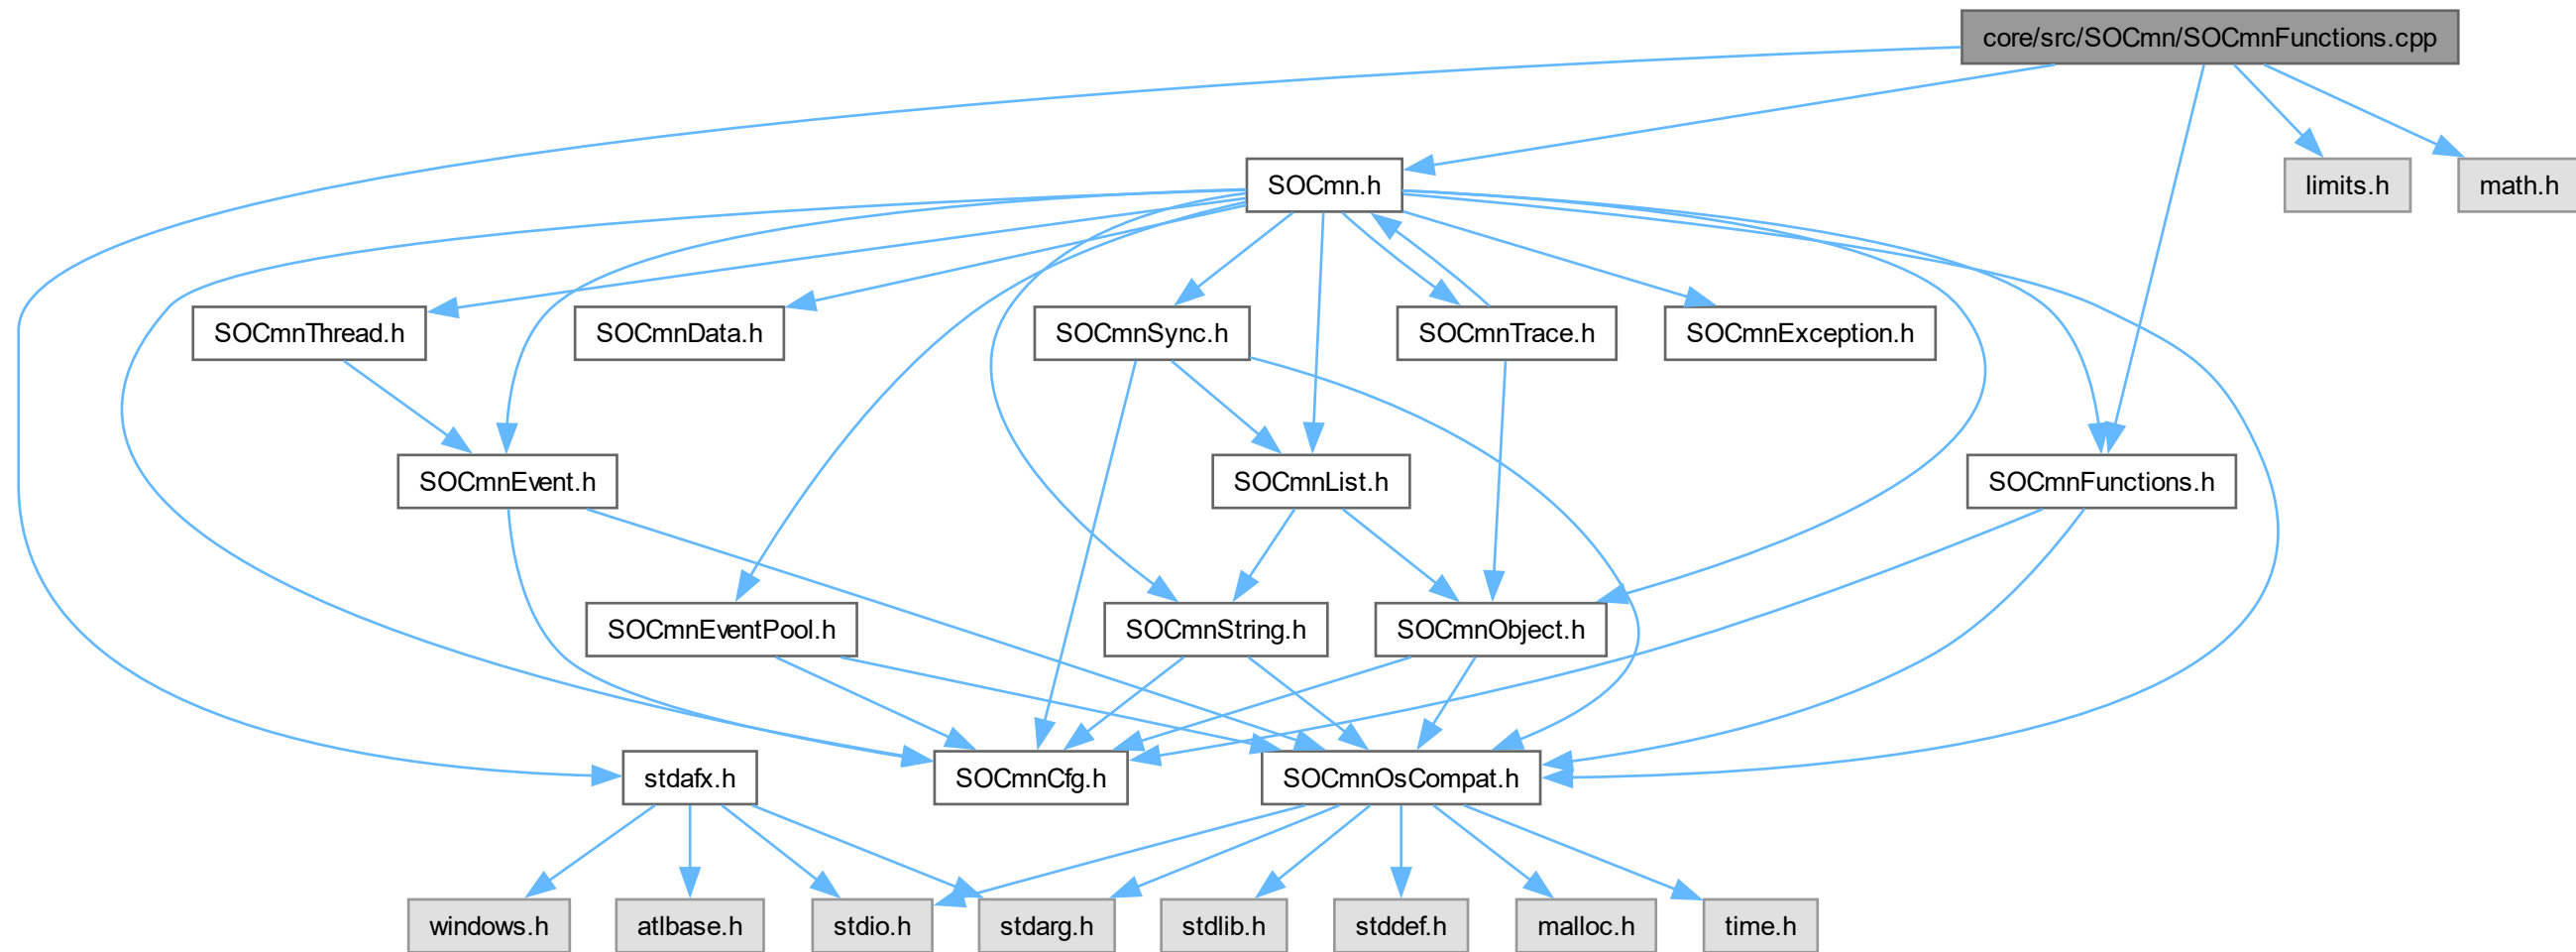 core/src/SOCmn/SOCmnFunctions.cpp
SOCmn.h
limits.h
math.h
SOCmnThread.h
SOCmnData.h
SOCmnSync.h
SOCmnTrace.h
SOCmnException.h
SOCmnEvent.h
SOCmnList.h
SOCmnFunctions.h
SOCmnEventPool.h
SOCmnString.h
SOCmnObject.h
stdafx.h
SOCmnCfg.h
SOCmnOsCompat.h
windows.h
atlbase.h
stdio.h
stdarg.h
stdlib.h
stddef.h
malloc.h
time.h